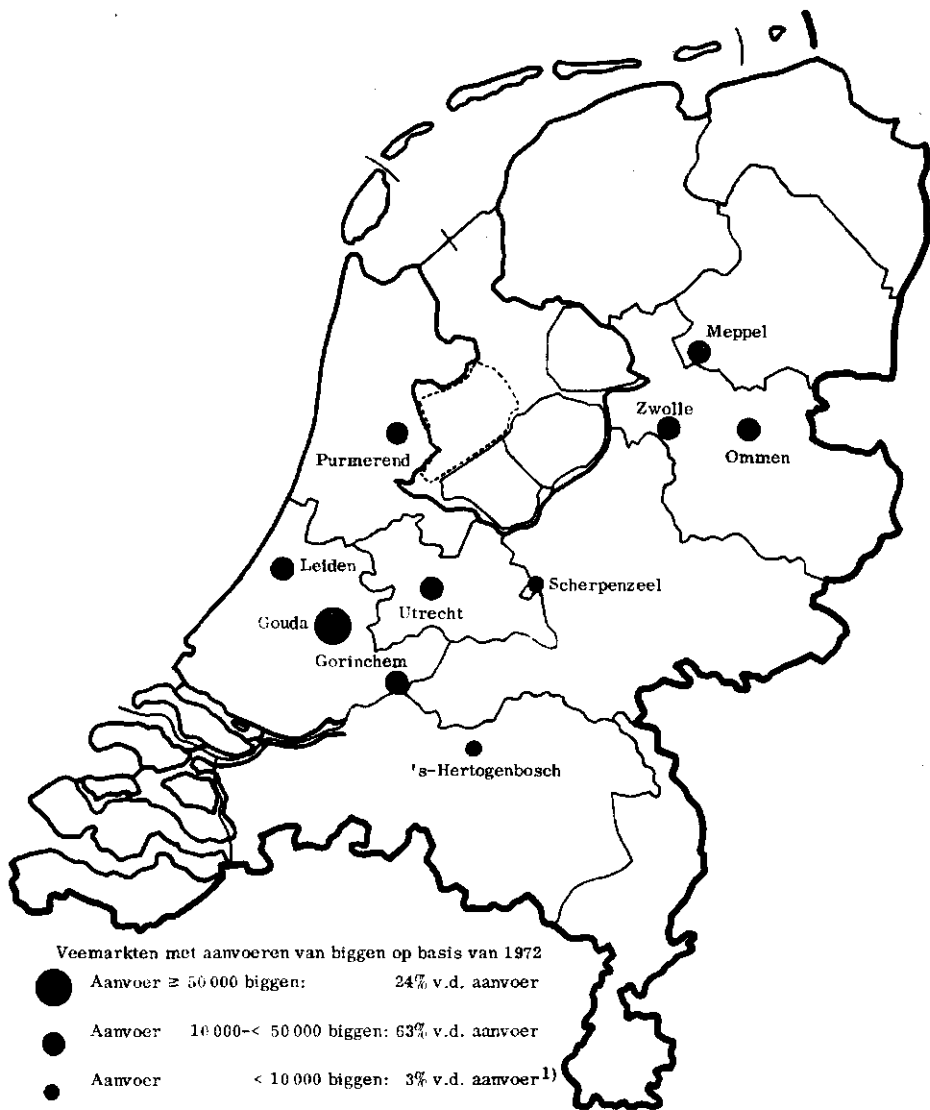 Meppel
Zwolle
Ommen
Purmerend
Leiden
Scherpenzeel
Utrecht
Gouda
Gorinchem
's-Hertogenbosch
Veemarkten met aanvoeren van biggen op basis van 1972
Aanvoer ≥ 50 000 biggen: 24% v.d. aanvoer
Aanvoer 10 000-< 50 000 biggen: 63% v.d. aanvoer
Aanvoer < 10 000 biggen: 3% v.d. aanvoer 1)